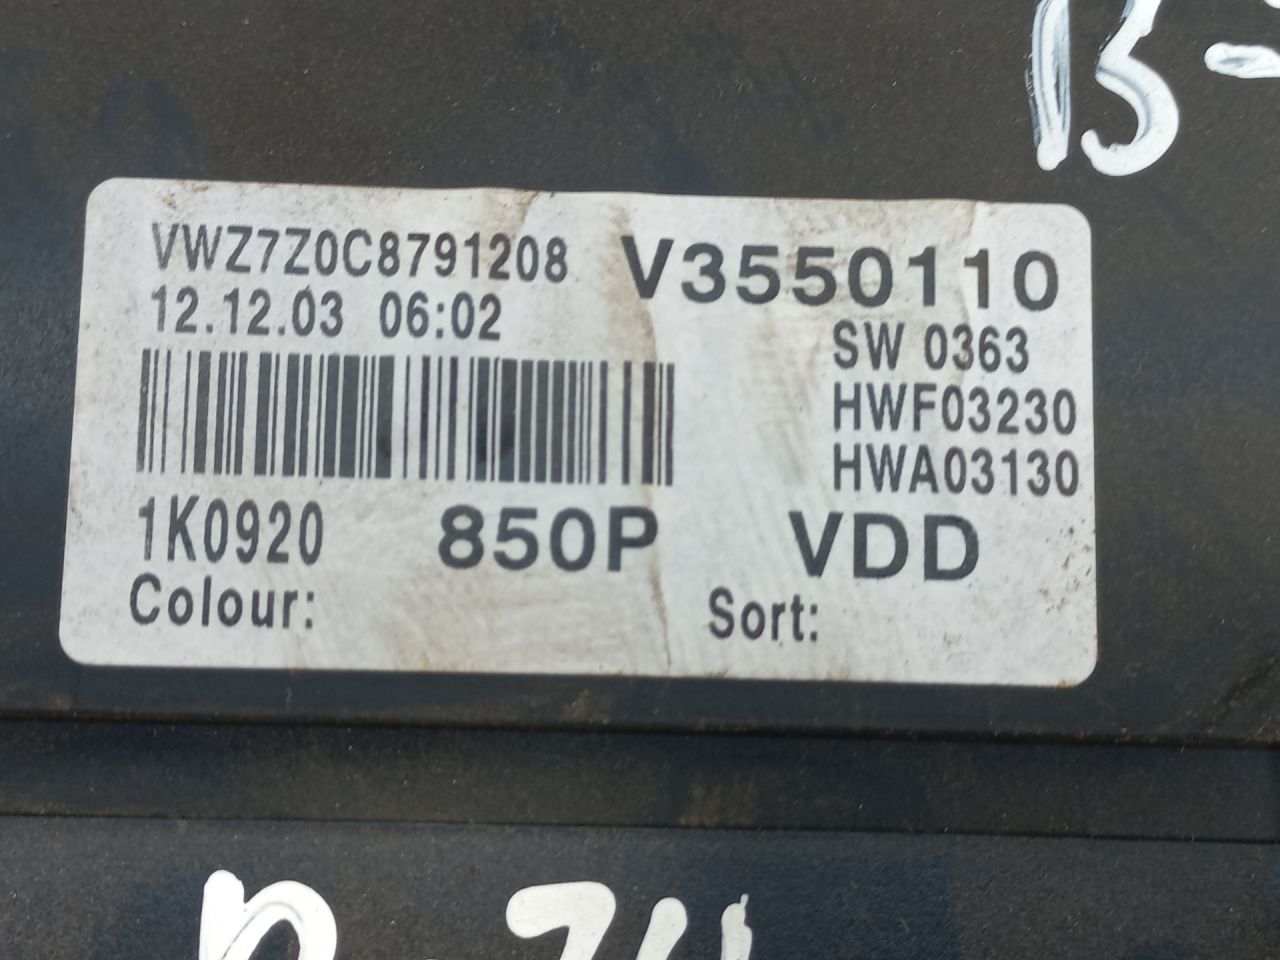 VWZ7Z0C8791208 V3550110
12.12.03 06:02
SW 0363
HWF03230
HWA03130
1K0920 850P VDD
Colour: Sort: